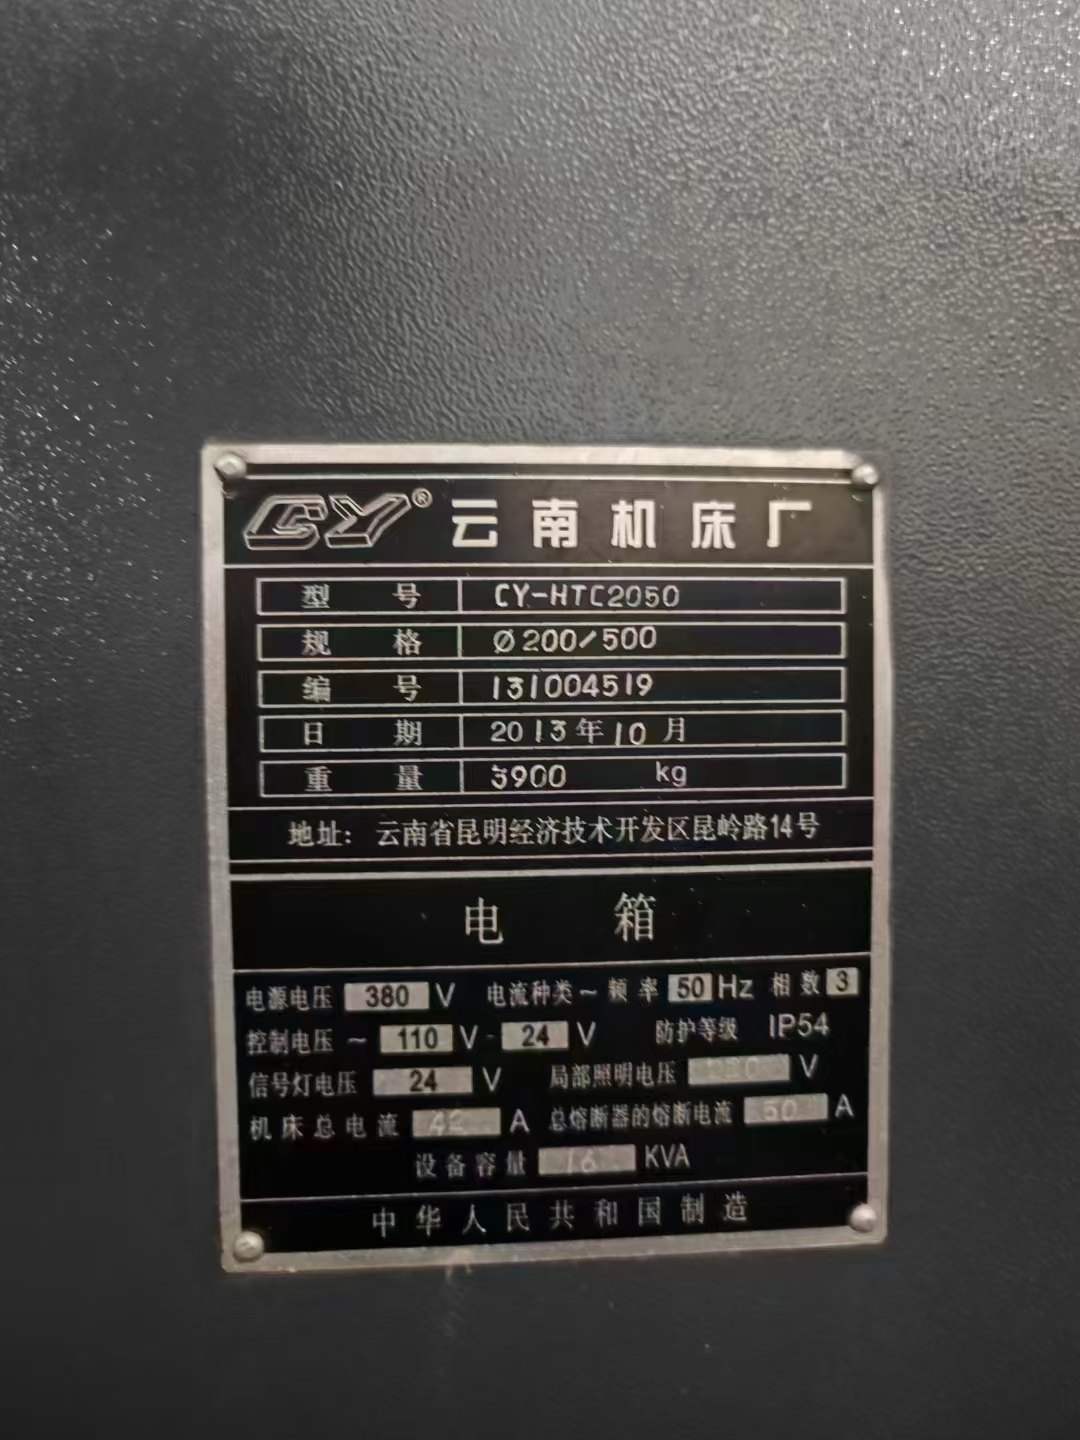 CY® 云南机床厂
型号 CY-HTC2050
规格 Ø200/500
编号 131004519
日期 2013年10月
重量 3900 kg
地址：云南省昆明经济技术开发区昆岭路14号
电箱
电源电压 380 V 电流种类～频率 50 Hz 相数 3
控制电压～ 110 V - 24 V 防护等级 IP54
信号灯电压 24 V 局部照明电压 V
机床总电流 42 A 总熔断器的熔断电流 50 A
设备容量 16 KVA
中华人民共和国制造